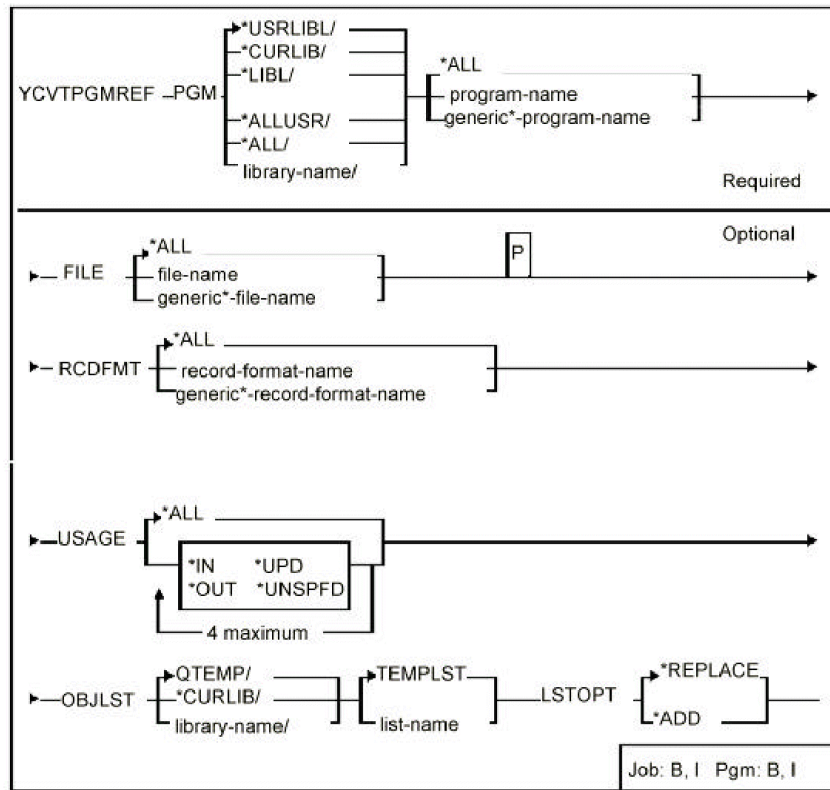 *USRLIBL/
*CURLIB/
*LIBL/
*ALL
YCVTPGMREF PGM
program-name
generic*-program-name
*ALLUSR/
*ALL/
library-name/
Required
Optional
*ALL
P
FILE
file-name
generic*-file-name
*ALL
RCDFMT
record-format-name
generic*-record-format-name
*ALL
USAGE
*IN *UPD
*OUT *UNSPFD
4 maximum
QTEMP/ TEMPLST *REPLACE
OBJLST *CURLIB/ LSTOPT
library-name/ list-name *ADD
Job: B, I Pgm: B, I